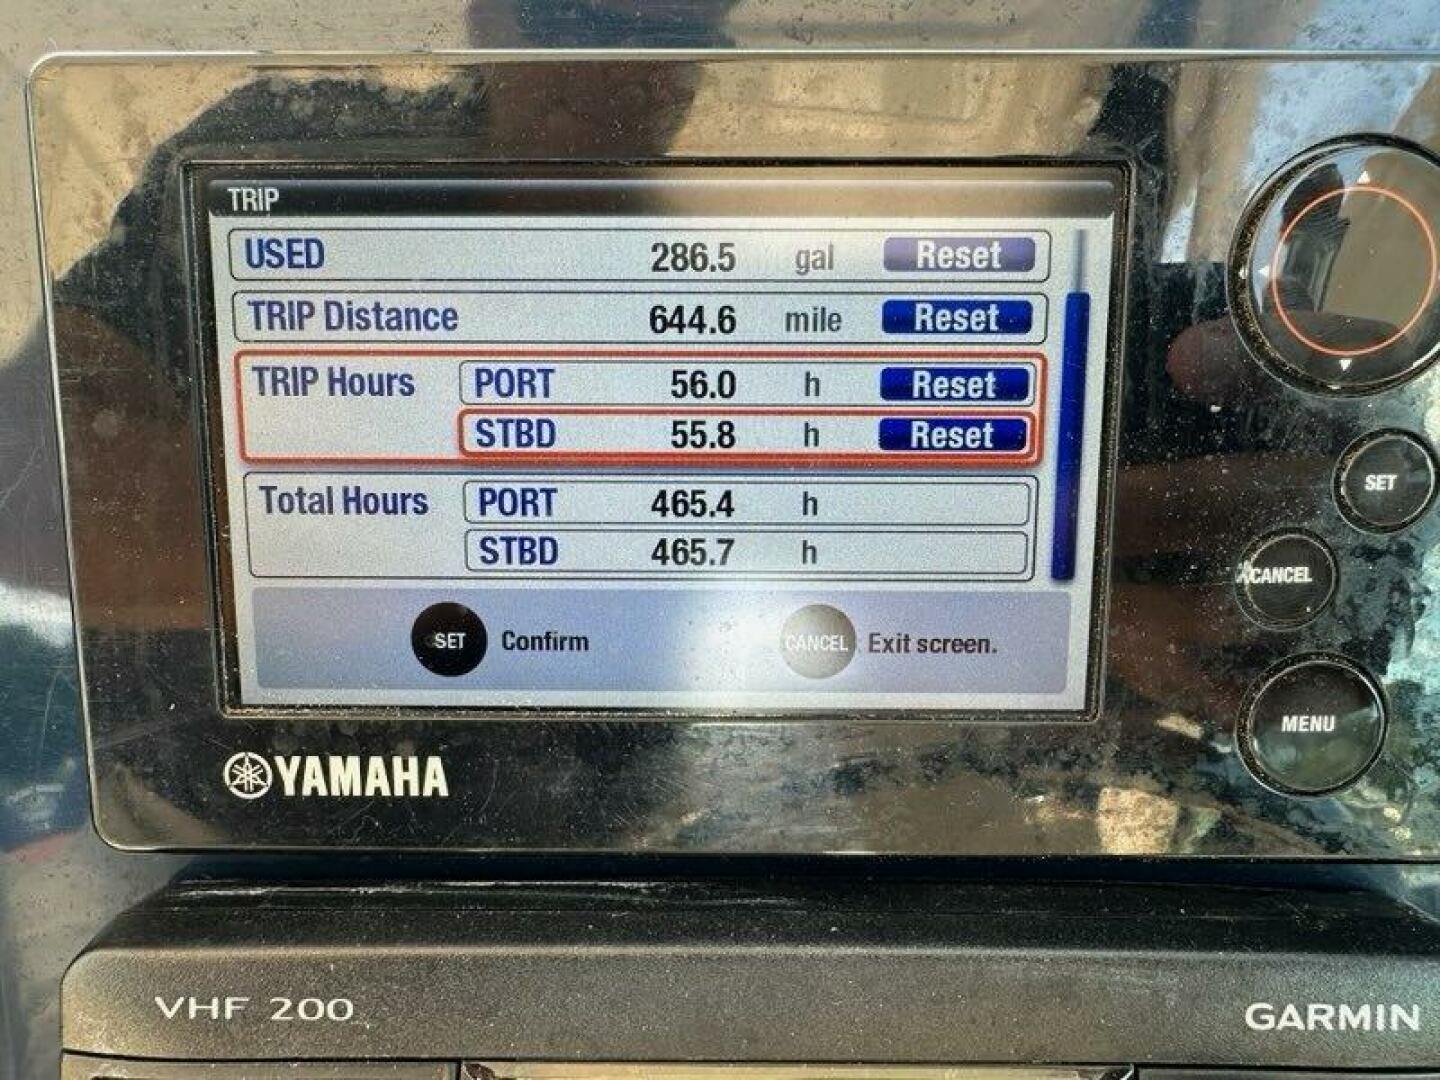 TRIP
USED 286.5 gal Reset
TRIP Distance 644.6 mile Reset
TRIP Hours PORT 56.0 h Reset
STBD 55.8 h Reset
Total Hours PORT 465.4 h
STBD 465.7 h
SET Confirm CANCEL Exit screen.
SET
CANCEL
MENU
YAMAHA
VHF 200 GARMIN